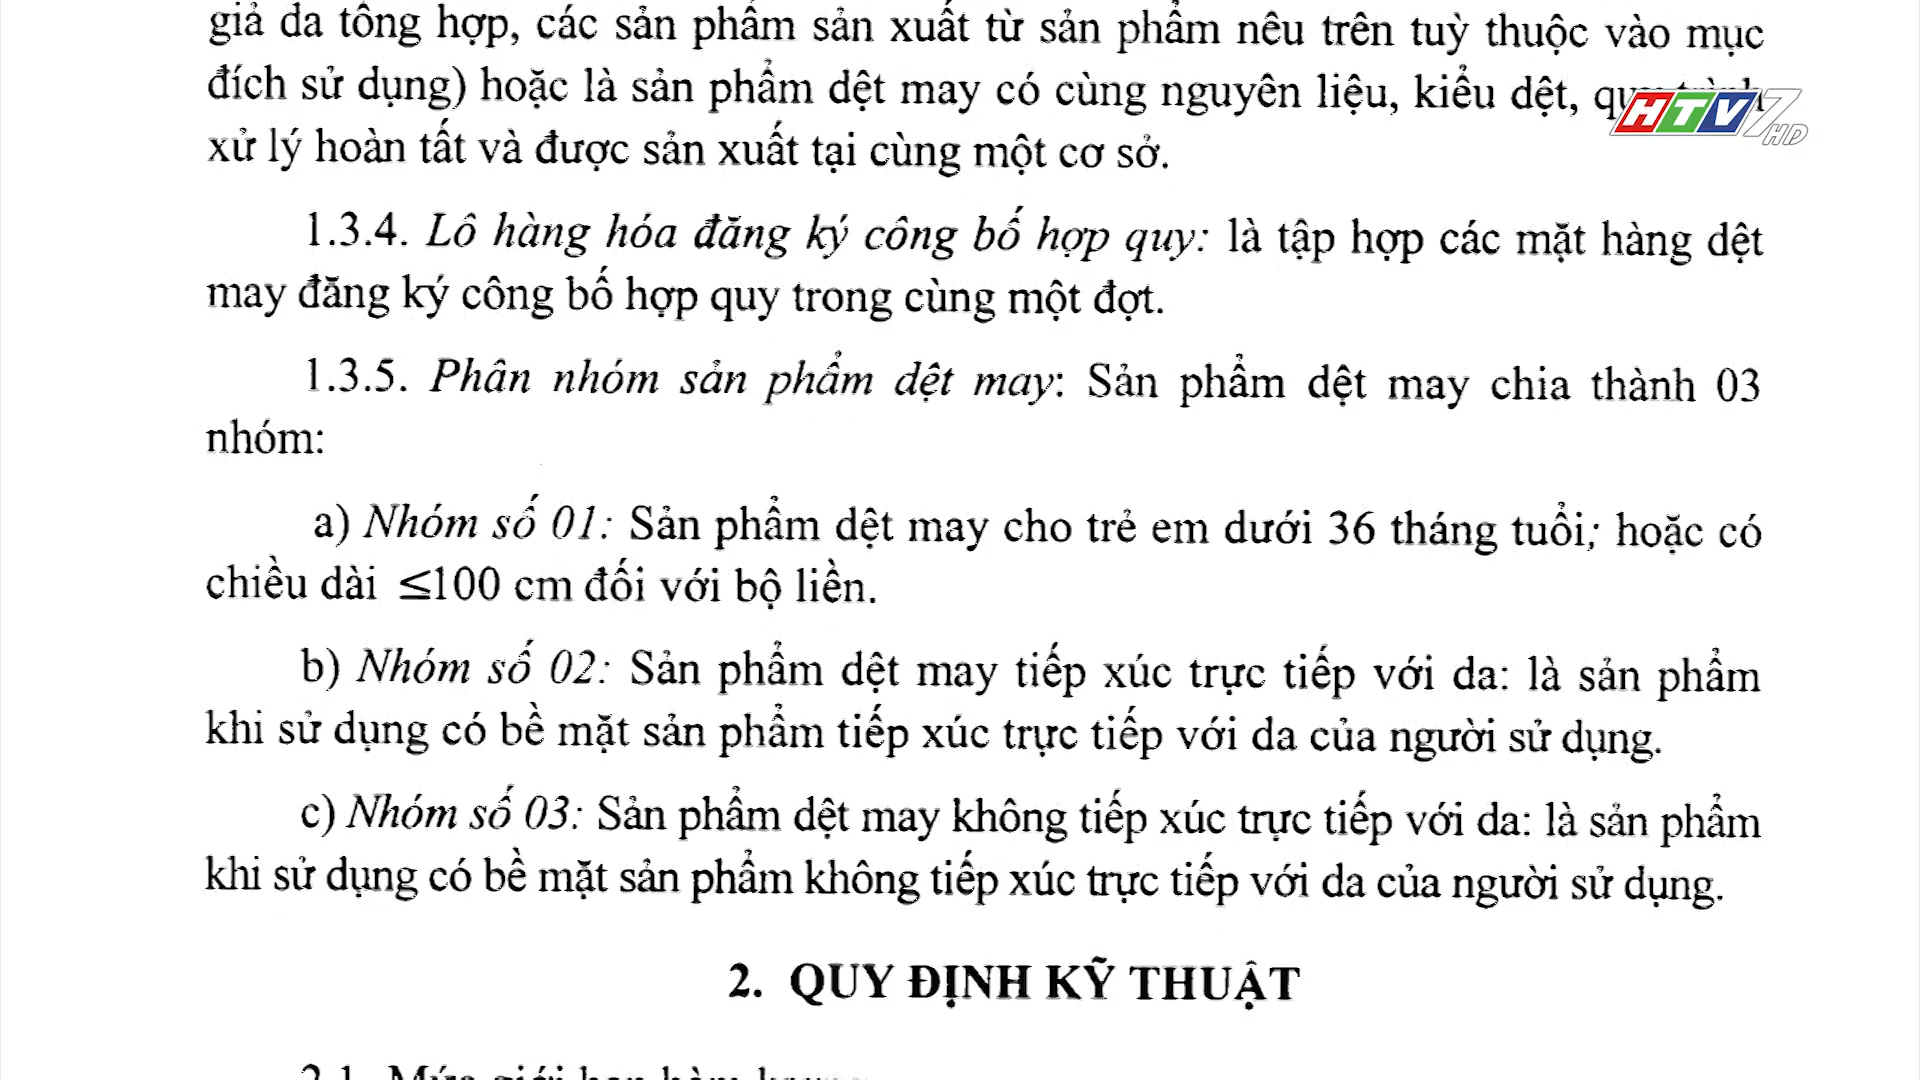 giả da tổng hợp, các sản phẩm sản xuất từ sản phẩm nêu trên tuỳ thuộc vào mục
đích sử dụng) hoặc là sản phẩm dệt may có cùng nguyên liệu, kiểu dệt, quy trình
HTV7 HD
xử lý hoàn tất và được sản xuất tại cùng một cơ sở.
1.3.4. Lô hàng hóa đăng ký công bố hợp quy: là tập hợp các mặt hàng dệt
may đăng ký công bố hợp quy trong cùng một đợt.
1.3.5. Phân nhóm sản phẩm dệt may: Sản phẩm dệt may chia thành 03
nhóm:
a) Nhóm số 01: Sản phẩm dệt may cho trẻ em dưới 36 tháng tuổi; hoặc có
chiều dài ≤100 cm đối với bộ liền.
b) Nhóm số 02: Sản phẩm dệt may tiếp xúc trực tiếp với da: là sản phẩm
khi sử dụng có bề mặt sản phẩm tiếp xúc trực tiếp với da của người sử dụng.
c) Nhóm số 03: Sản phẩm dệt may không tiếp xúc trực tiếp với da: là sản phẩm
khi sử dụng có bề mặt sản phẩm không tiếp xúc trực tiếp với da của người sử dụng.
2. QUY ĐỊNH KỸ THUẬT
2.1. Mức giới hạn hàm lượng